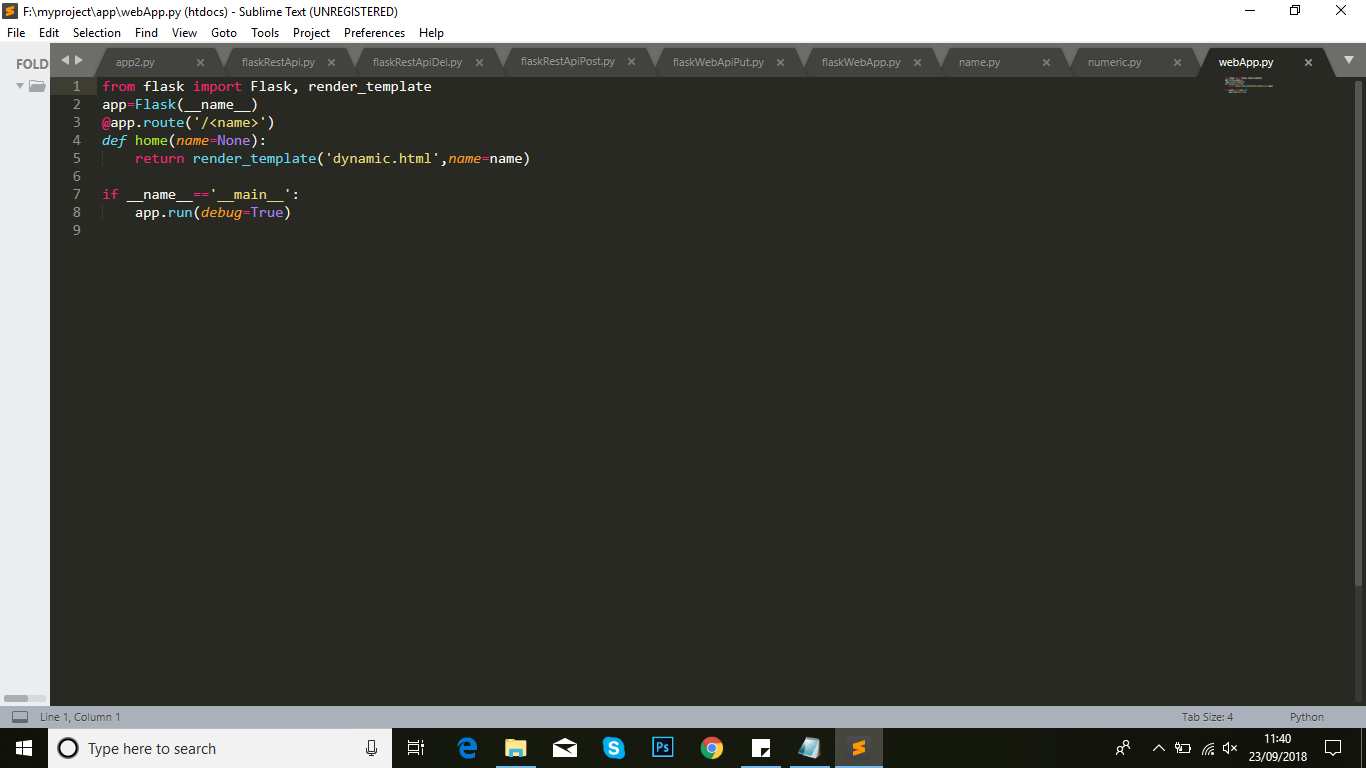 F:\myproject\app\webApp.py (htdocs) - Sublime Text (UNREGISTERED)
File Edit Selection Find View Goto Tools Project Preferences Help
FOLD
app2.py flaskRestApi.py flaskRestApiDel.py flaskRestApiPost.py flaskWebApiPut.py flaskWebApp.py name.py numeric.py webApp.py
1 from flask import Flask, render_template
2 app=Flask(__name__)
3 @app.route('/<name>')
4 def home(name=None):
5     return render_template('dynamic.html',name=name)
6
7 if __name__=='__main__':
8     app.run(debug=True)
9
Line 1, Column 1 Tab Size: 4 Python
Type here to search
Ps
11:40
23/09/2018